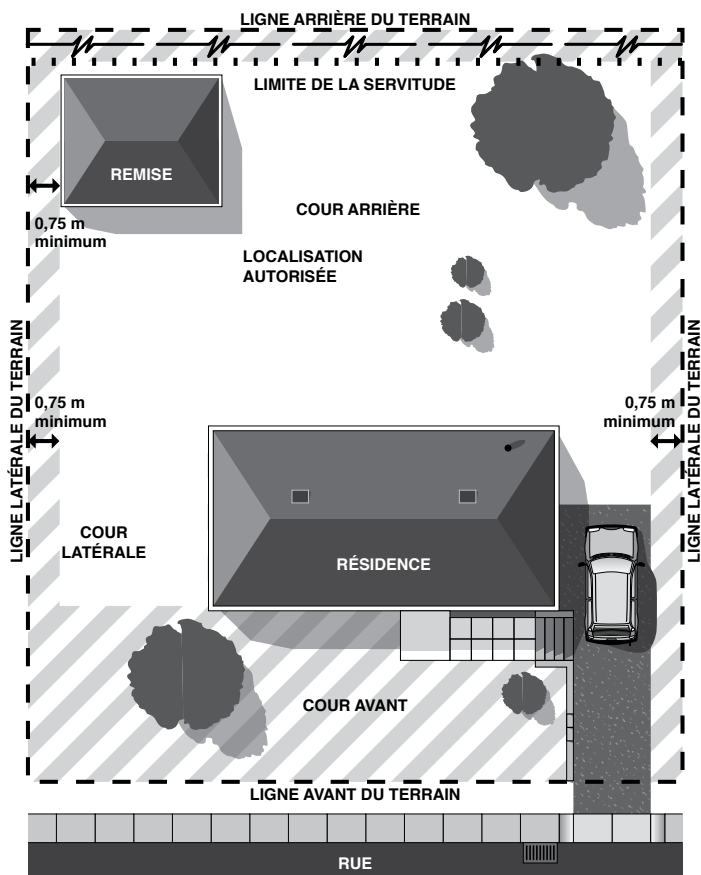 LIGNE ARRIÈRE DU TERRAIN
LIMITE DE LA SERVITUDE
REMISE
COUR ARRIÈRE
0,75 m
minimum
LOCALISATION
AUTORISÉE
LIGNE LATÉRALE DU TERRAIN
LIGNE LATÉRALE DU TERRAIN
0,75 m
minimum
0,75 m
minimum
COUR
LATÉRALE
RÉSIDENCE
COUR AVANT
LIGNE AVANT DU TERRAIN
RUE